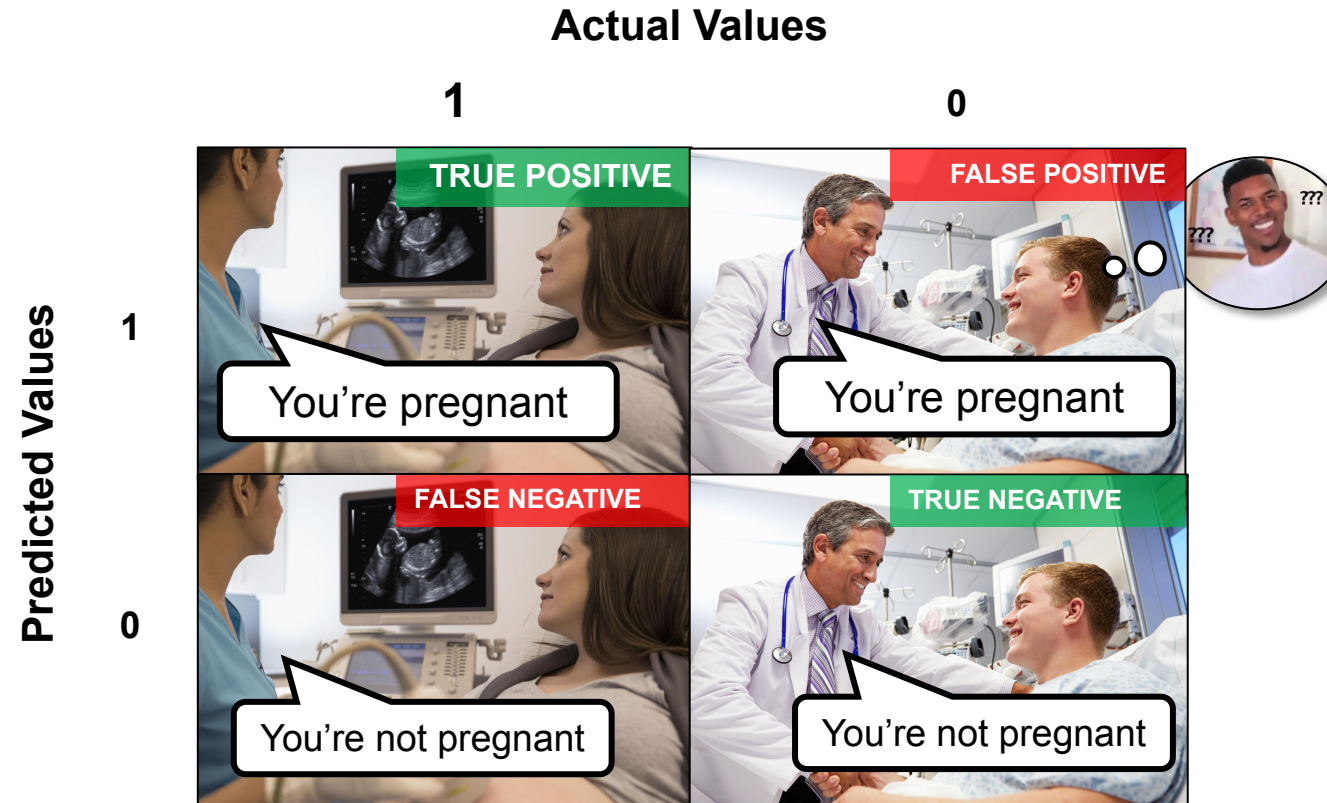 Actual Values
1
0
TRUE POSITIVE
FALSE POSITIVE
???
???
Predicted Values
1
You’re pregnant
You’re pregnant
FALSE NEGATIVE
TRUE NEGATIVE
0
You’re not pregnant
You’re not pregnant